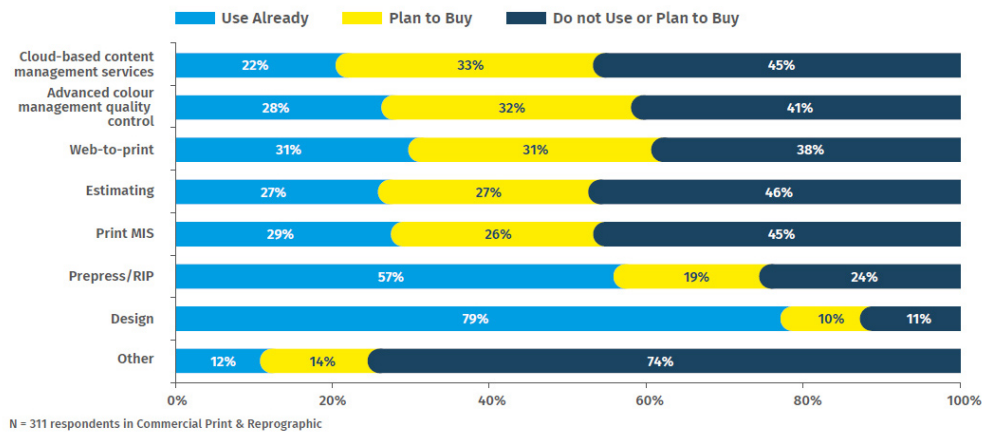 Use Already Plan to Buy Do not Use or Plan to Buy
Cloud-based content
management services
22% 33% 45%
Advanced colour
management quality
control
28% 32% 41%
Web-to-print
31% 31% 38%
Estimating
27% 27% 46%
Print MIS
29% 26% 45%
Prepress/RIP
57% 19% 24%
Design
79% 10% 11%
Other
12% 14% 74%
0% 20% 40% 60% 80% 100%
N = 311 respondents in Commercial Print & Reprographic